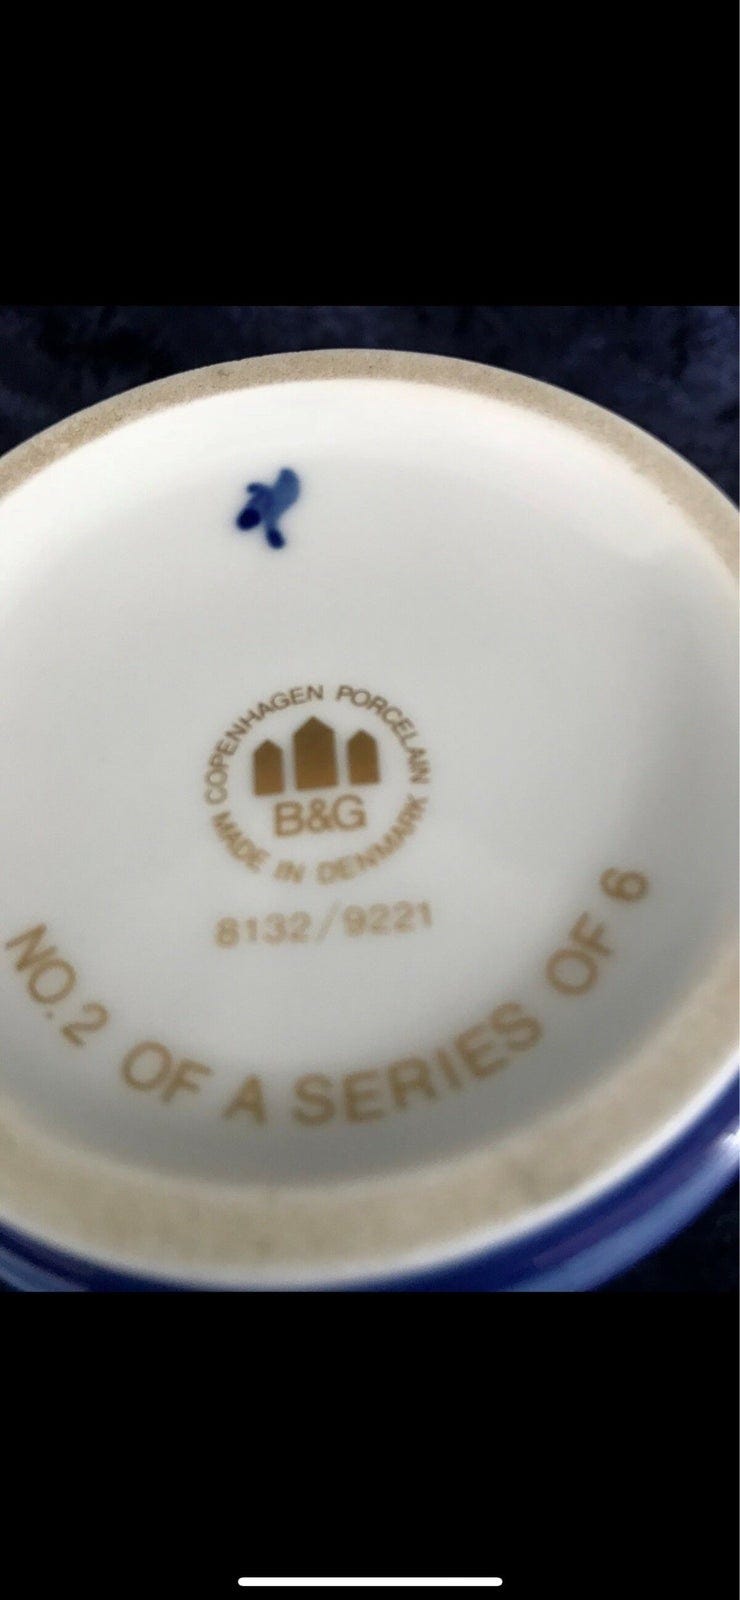 COPENHAGEN PORCELAIN
B&G
MADE IN DENMARK
8132/9221
NO.2 OF A SERIES OF 6